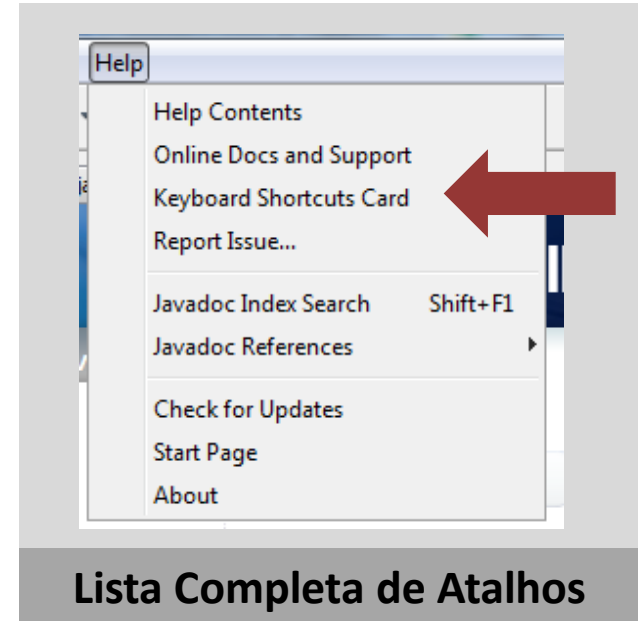 Help
Help Contents
Online Docs and Support
Keyboard Shortcuts Card
Report Issue...
Javadoc Index Search Shift+F1
Javadoc References
Check for Updates
Start Page
About
Lista Completa de Atalhos